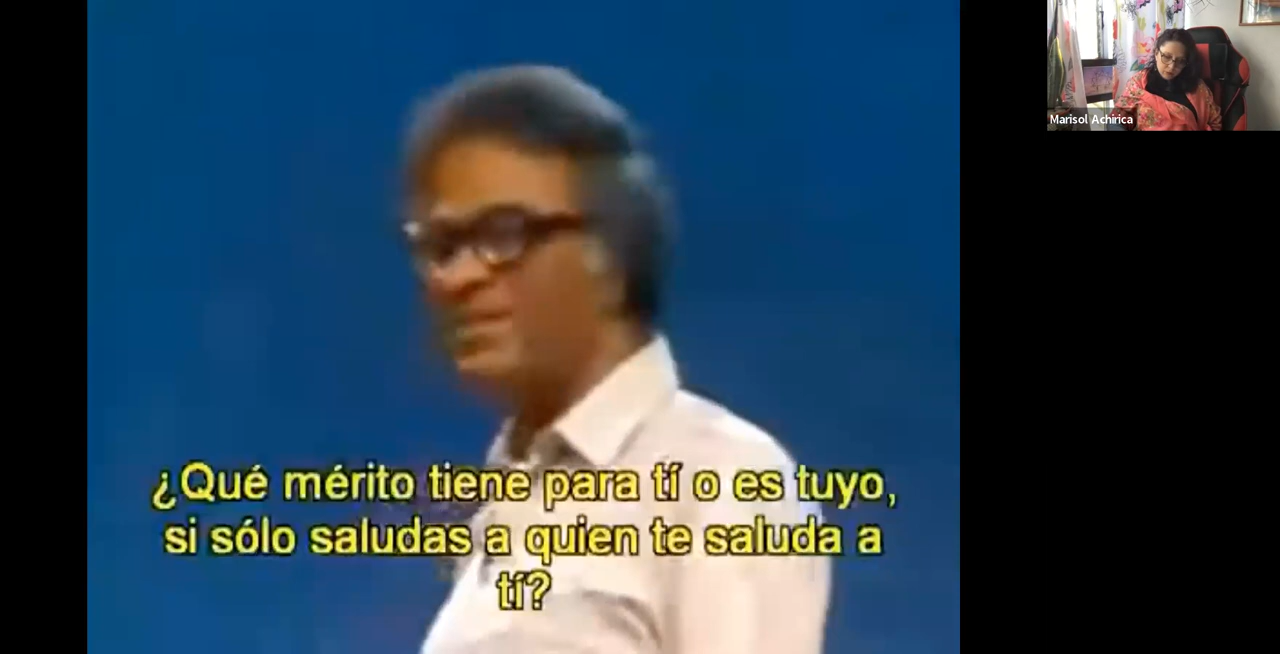 ¿Qué mérito tiene para tí o es tuyo,
si sólo saludas a quien te saluda a
tí?
Marisol Achirica